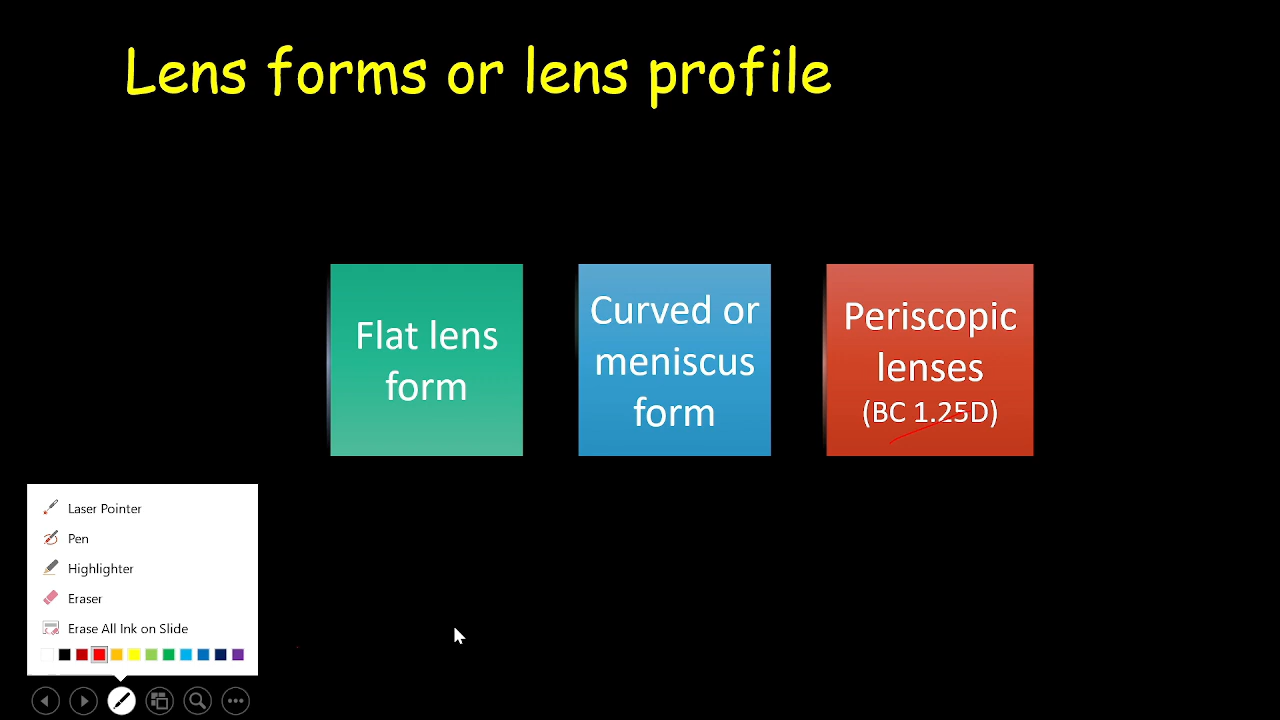 Lens forms or lens profile
Flat lens
form
Curved or
meniscus
form
Periscopic
lenses
(BC 1.25D)
Laser Pointer
Pen
Highlighter
Eraser
Erase All Ink on Slide